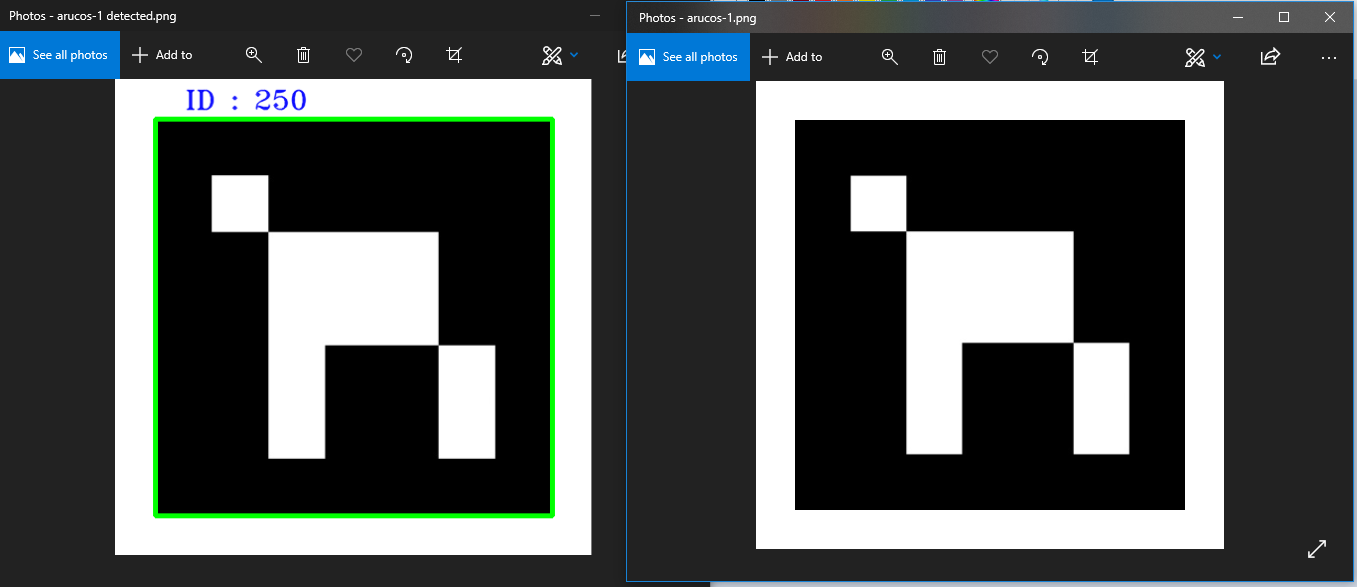 Photos - arucos-1 detected.png
See all photos
Add to
ID : 250
Photos - arucos-1.png
See all photos
Add to